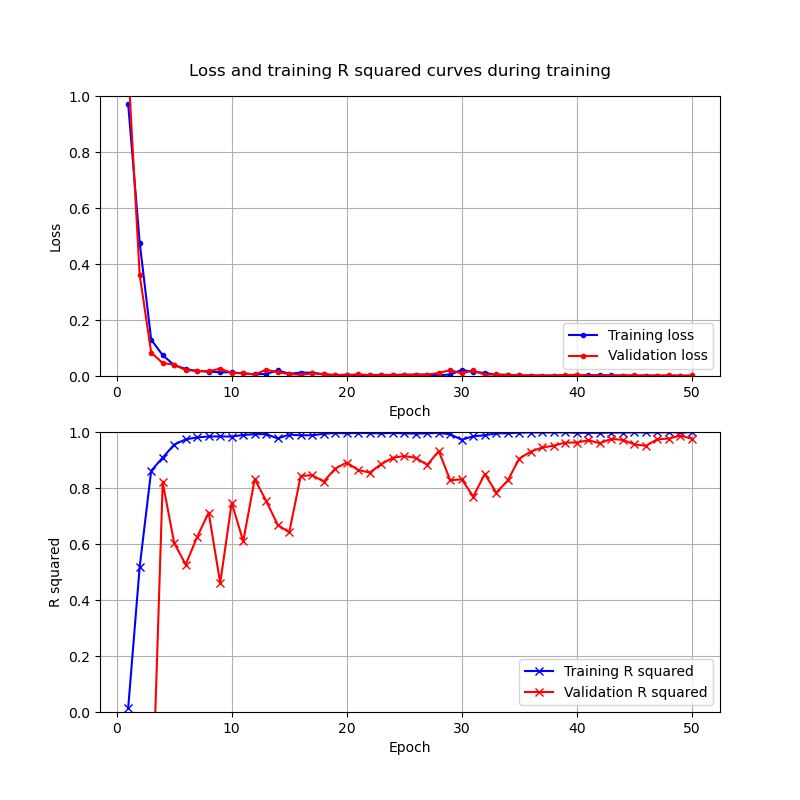 Loss and training R squared curves during training
1.0
0.8
0.6
0.4
0.2
0.0
Loss
Training loss
Validation loss
0 10 20 30 40 50
Epoch
1.0
0.8
0.6
0.4
0.2
0.0
R squared
Training R squared
Validation R squared
0 10 20 30 40 50
Epoch